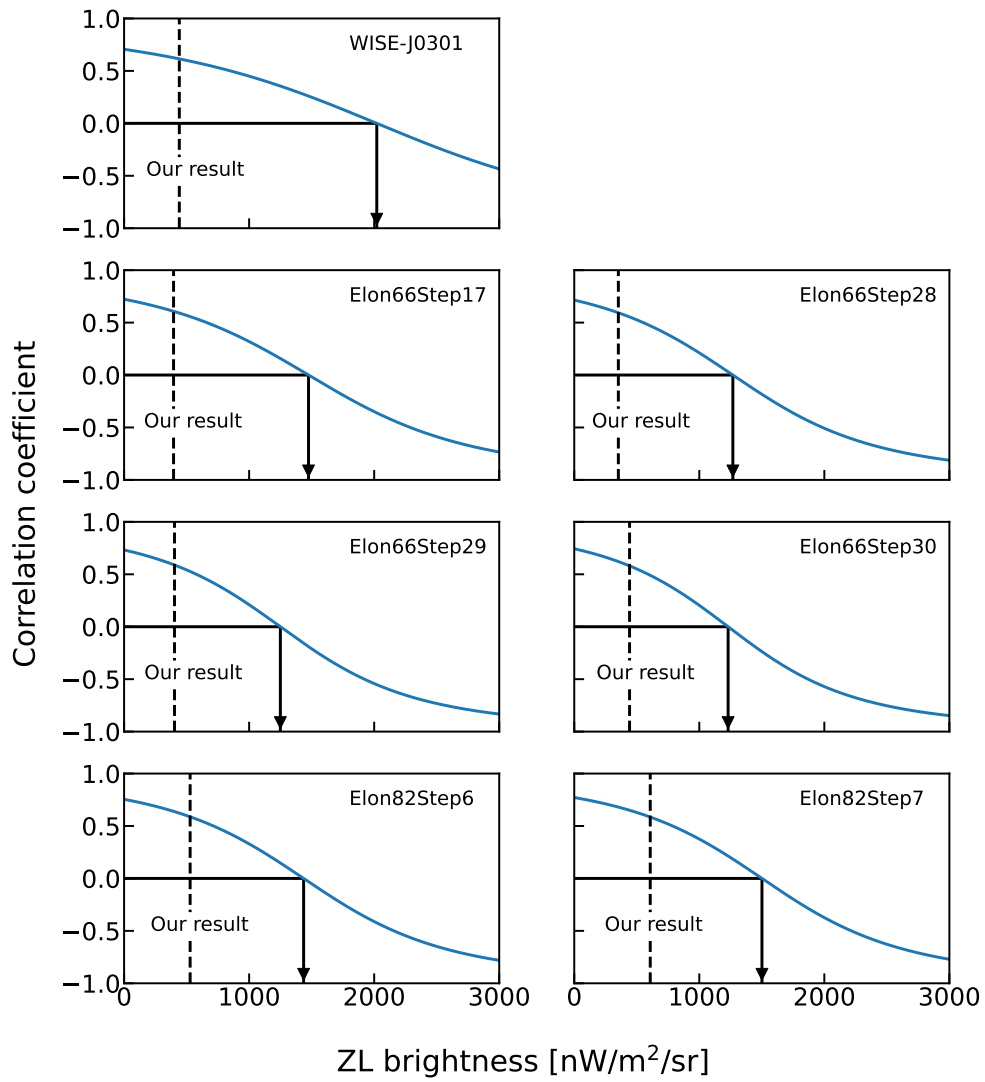 1.0
0.5
0.0
−0.5
−1.0
WISE-J0301
Our result
1.0
0.5
0.0
−0.5
−1.0
Elon66Step17
Our result
Elon66Step28
Our result
Correlation coefficient
1.0
0.5
0.0
−0.5
−1.0
Elon66Step29
Our result
Elon66Step30
Our result
1.0
0.5
0.0
−0.5
−1.0
Elon82Step6
Our result
Elon82Step7
Our result
0 1000 2000 3000
0 1000 2000 3000
ZL brightness [nW/m²/sr]